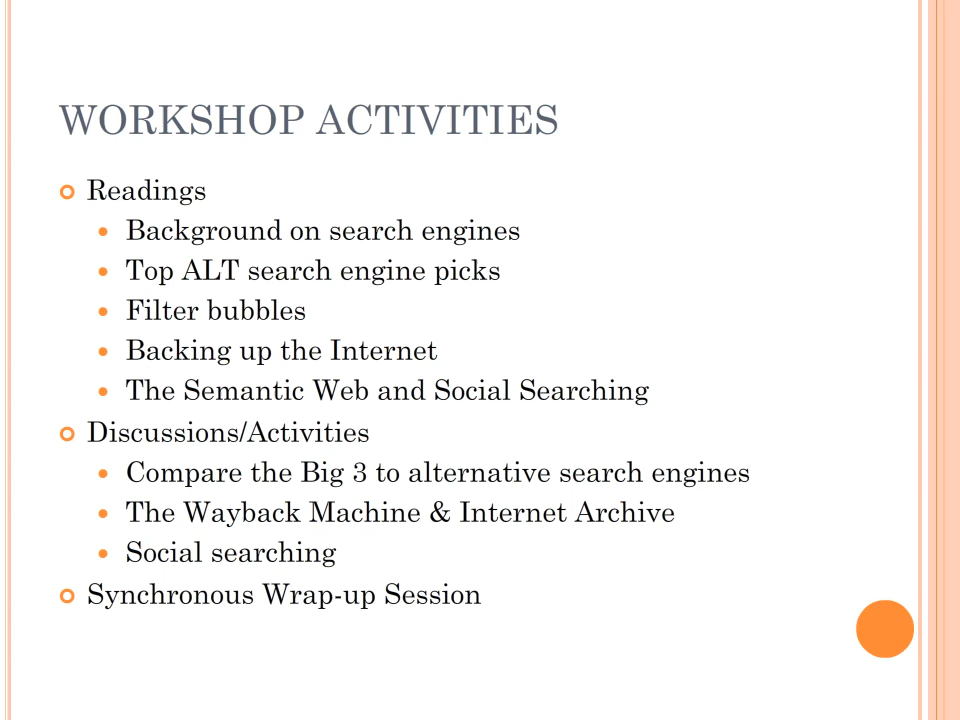 WORKSHOP ACTIVITIES
Readings
Background on search engines
Top ALT search engine picks
Filter bubbles
Backing up the Internet
The Semantic Web and Social Searching
Discussions/Activities
Compare the Big 3 to alternative search engines
The Wayback Machine & Internet Archive
Social searching
Synchronous Wrap-up Session